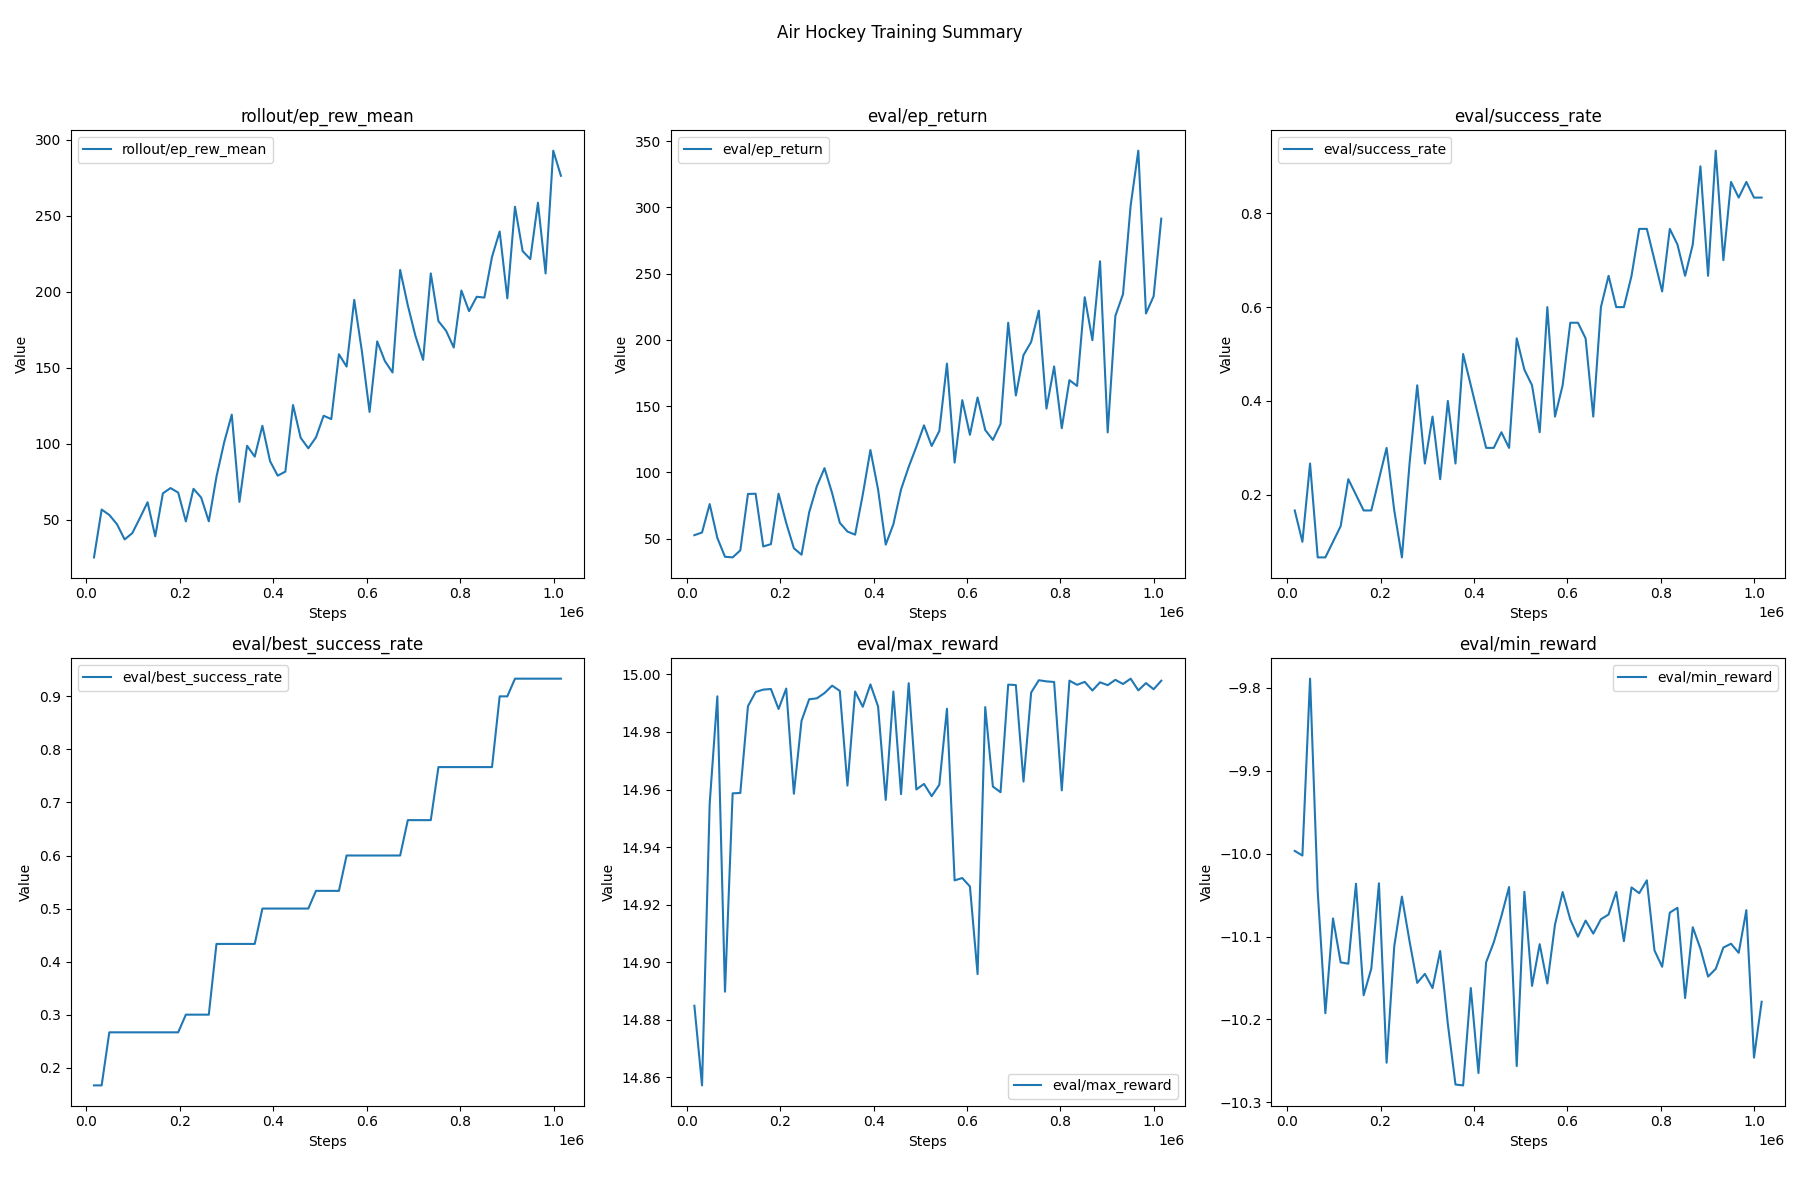 Air Hockey Training Summary
rollout/ep_rew_mean
rollout/ep_rew_mean
300
250
200
150
100
50
Value
0.0 0.2 0.4 0.6 0.8 1.0
1e6
Steps
eval/ep_return
eval/ep_return
350
300
250
200
150
100
50
Value
0.0 0.2 0.4 0.6 0.8 1.0
1e6
Steps
eval/success_rate
eval/success_rate
0.8
0.6
0.4
0.2
Value
0.0 0.2 0.4 0.6 0.8 1.0
1e6
Steps
eval/best_success_rate
eval/best_success_rate
0.9
0.8
0.7
0.6
0.5
0.4
0.3
0.2
Value
0.0 0.2 0.4 0.6 0.8 1.0
1e6
Steps
eval/max_reward
15.00
14.98
14.96
14.94
14.92
14.90
14.88
14.86
Value
eval/max_reward
0.0 0.2 0.4 0.6 0.8 1.0
1e6
Steps
eval/min_reward
eval/min_reward
−9.8
−9.9
−10.0
−10.1
−10.2
−10.3
Value
0.0 0.2 0.4 0.6 0.8 1.0
1e6
Steps